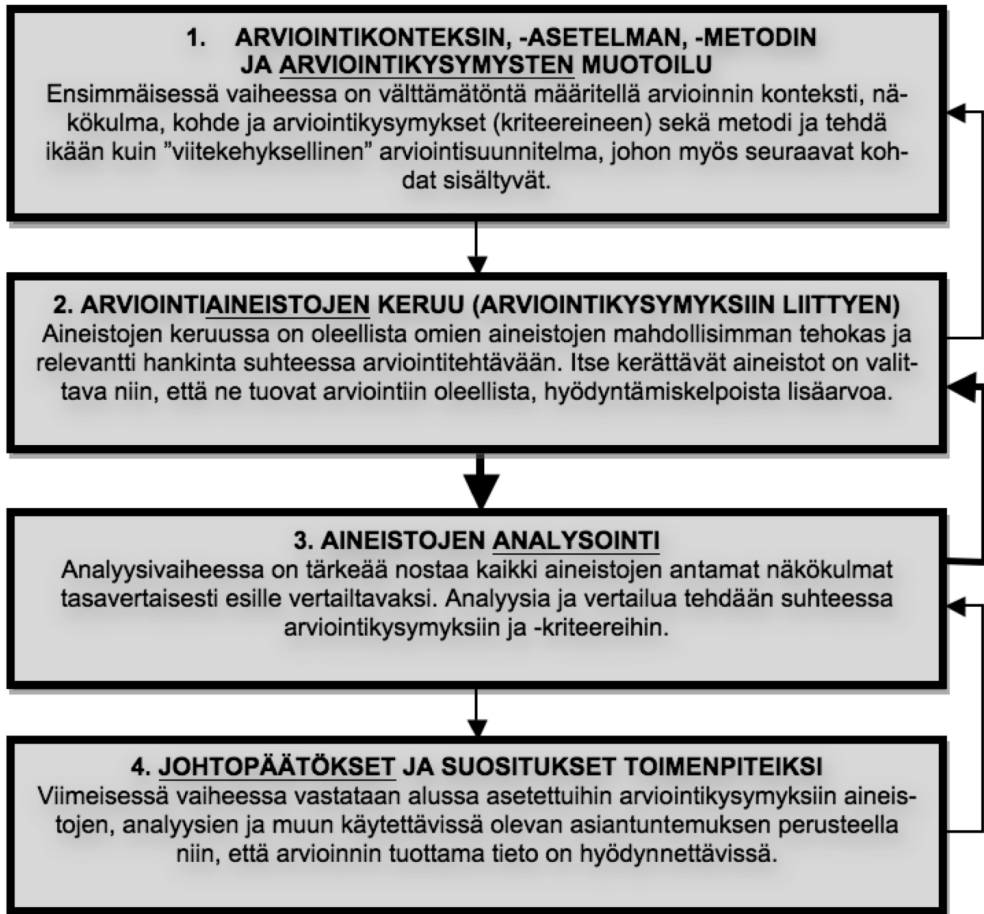 1. ARVIOINTIKONTEKSIN, -ASETELMAN, -METODIN
JA ARVIOINTIKYSYMYSTEN MUOTOILU
Ensimmäisessä vaiheessa on välttämätöntä määritellä arvioinnin konteksti, nä-
kökulma, kohde ja arviointikysymykset (kriteereineen) sekä metodi ja tehdä
ikään kuin ”viitekehyksellinen” arviointisuunnitelma, johon myös seuraavat koh-
dat sisältyvät.
2. ARVIOINTIAINEISTOJEN KERUU (ARVIOINTIKYSYMYKSIIN LIITTYEN)
Aineistojen keruussa on oleellista omien aineistojen mahdollisimman tehokas ja
relevantti hankinta suhteessa arviointitehtävään. Itse kerättävät aineistot on valit-
tava niin, että ne tuovat arviointiin oleellista, hyödyntämiskelpoista lisäarvoa.
3. AINEISTOJEN ANALYSOINTI
Analyysivaiheessa on tärkeää nostaa kaikki aineistojen antamat näkökulmat
tasavertaisesti esille vertailtavaksi. Analyysia ja vertailua tehdään suhteessa
arviointikysymyksiin ja -kriteereihin.
4. JOHTOPÄÄTÖKSET JA SUOSITUKSET TOIMENPITEIKSI
Viimeisessä vaiheessa vastataan alussa asetettuihin arviointikysymyksiin aineis-
tojen, analyysien ja muun käytettävissä olevan asiantuntemuksen perusteella
niin, että arvioinnin tuottama tieto on hyödynnettävissä.